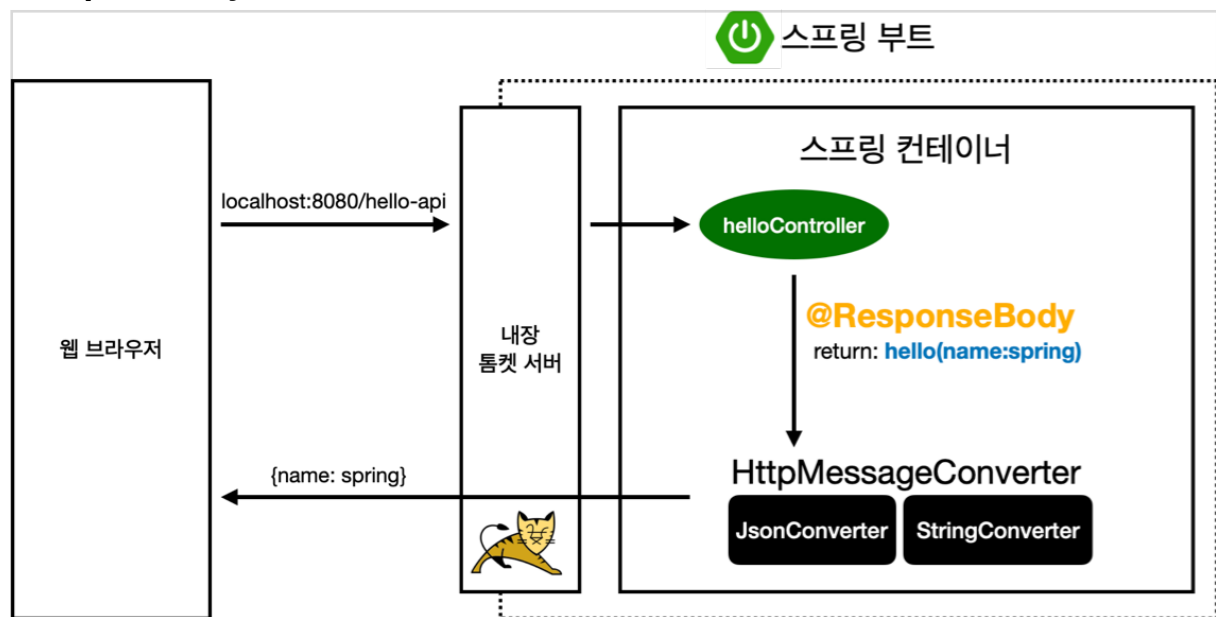 스프링 부트
스프링 컨테이너
localhost:8080/hello-api
helloController
@ResponseBody
return: hello(name:spring)
웹 브라우저
내장
톰켓 서버
{name: spring}
HttpMessageConverter
JsonConverter
StringConverter